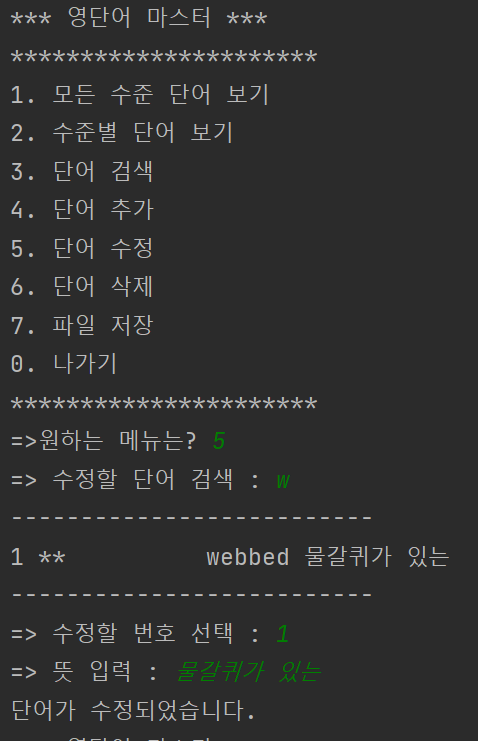 *** 영단어 마스터 ***
**********************
1. 모든 수준 단어 보기
2. 수준별 단어 보기
3. 단어 검색
4. 단어 추가
5. 단어 수정
6. 단어 삭제
7. 파일 저장
0. 나가기
**********************
=>원하는 메뉴는? 5
=> 수정할 단어 검색 : w
--------------------------
1 **          webbed 물갈퀴가 있는
--------------------------
=> 수정할 번호 선택 : 1
=> 뜻 입력 : 물갈퀴가 있는
단어가 수정되었습니다.